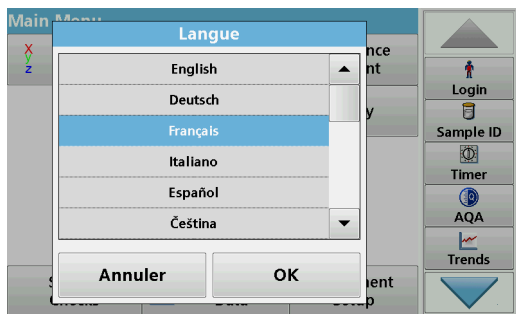 Main Menu
Langue
X
y
z
English
Deutsch
Français
Italiano
Español
Čeština
Annuler
OK
nce
nt
y
ent
Login
Sample ID
Timer
AQA
Trends